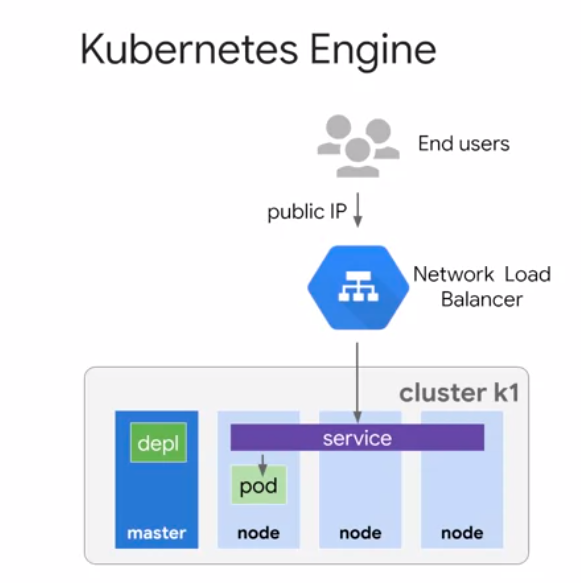 Kubernetes Engine
End users
public IP
Network Load
Balancer
cluster k1
depl
service
pod
master
node
node
node